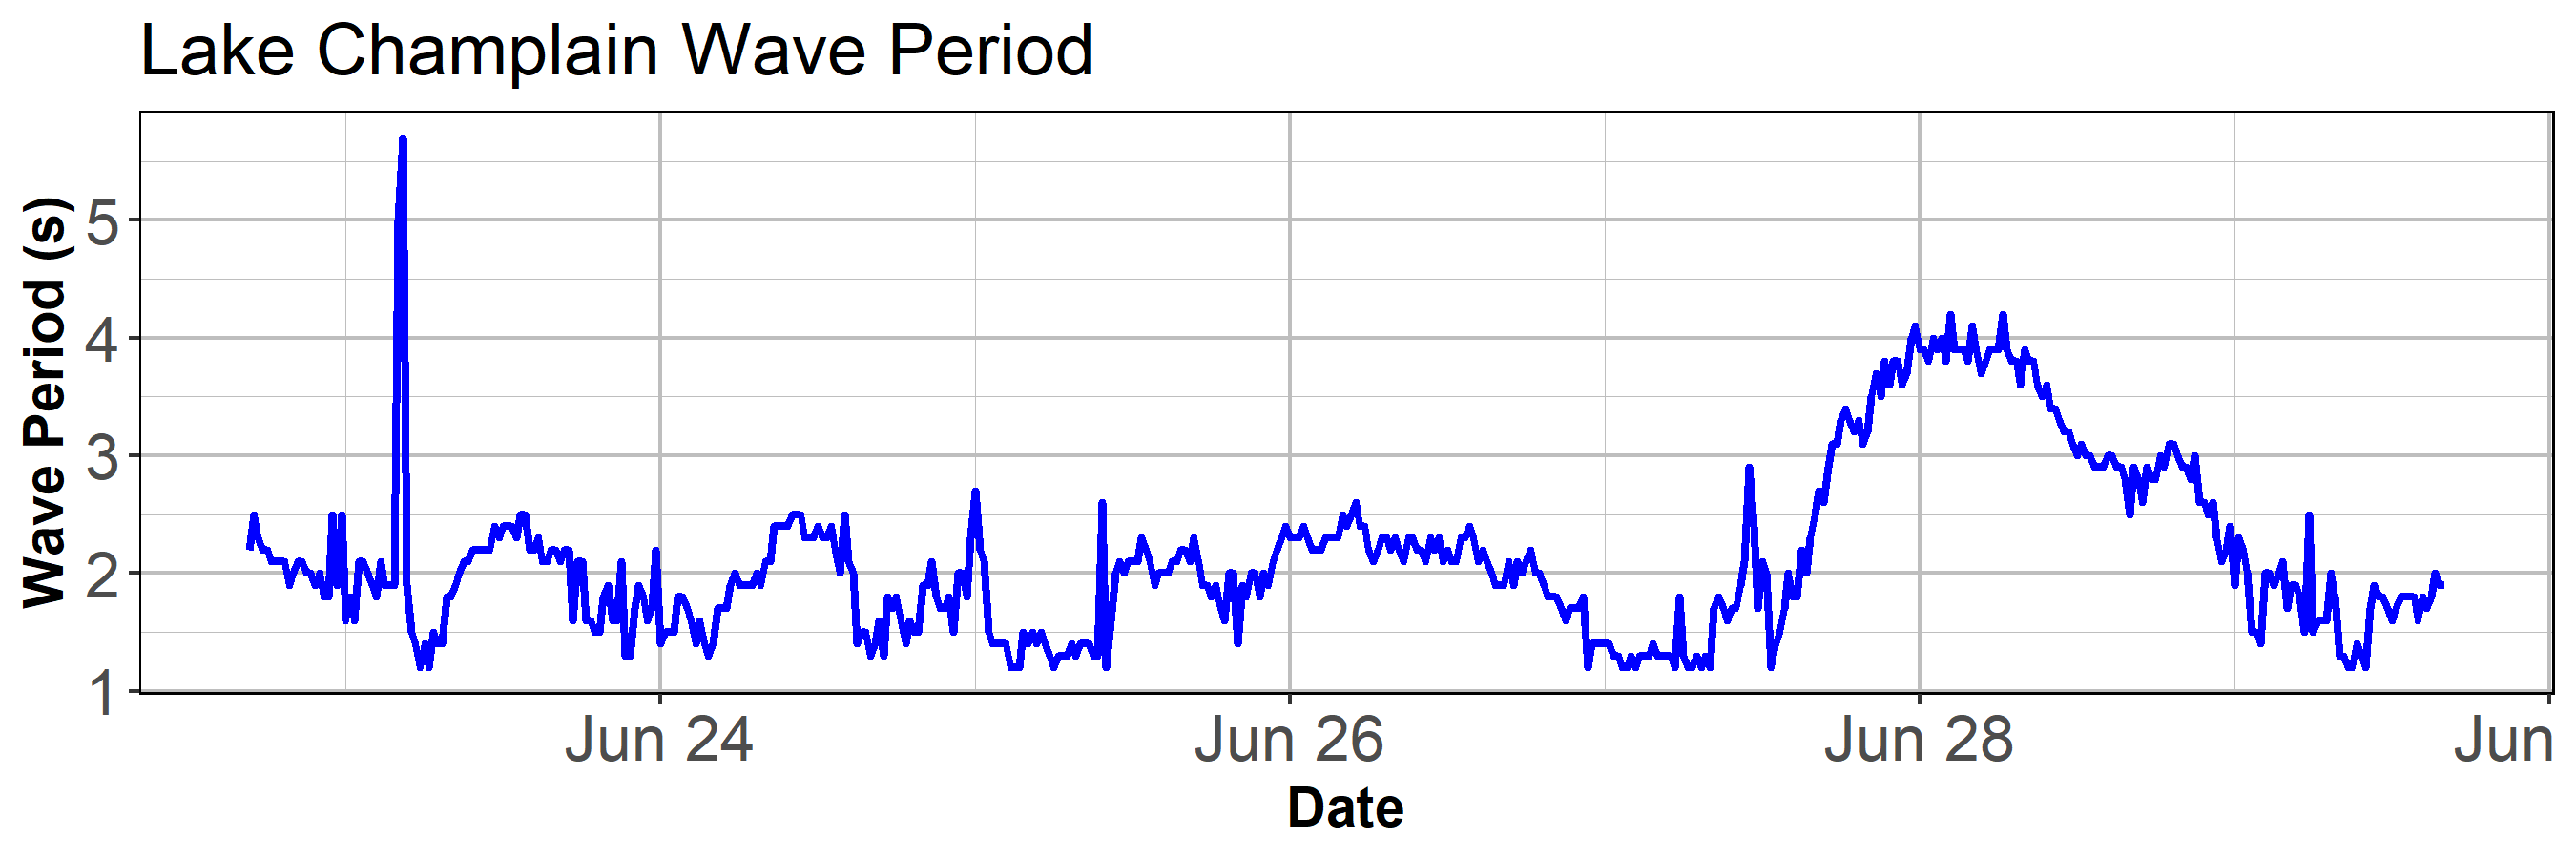 Lake Champlain Wave Period
Wave Period (s)
5
4
3
2
1
Jun 24
Jun 26
Jun 28
Jun
Date